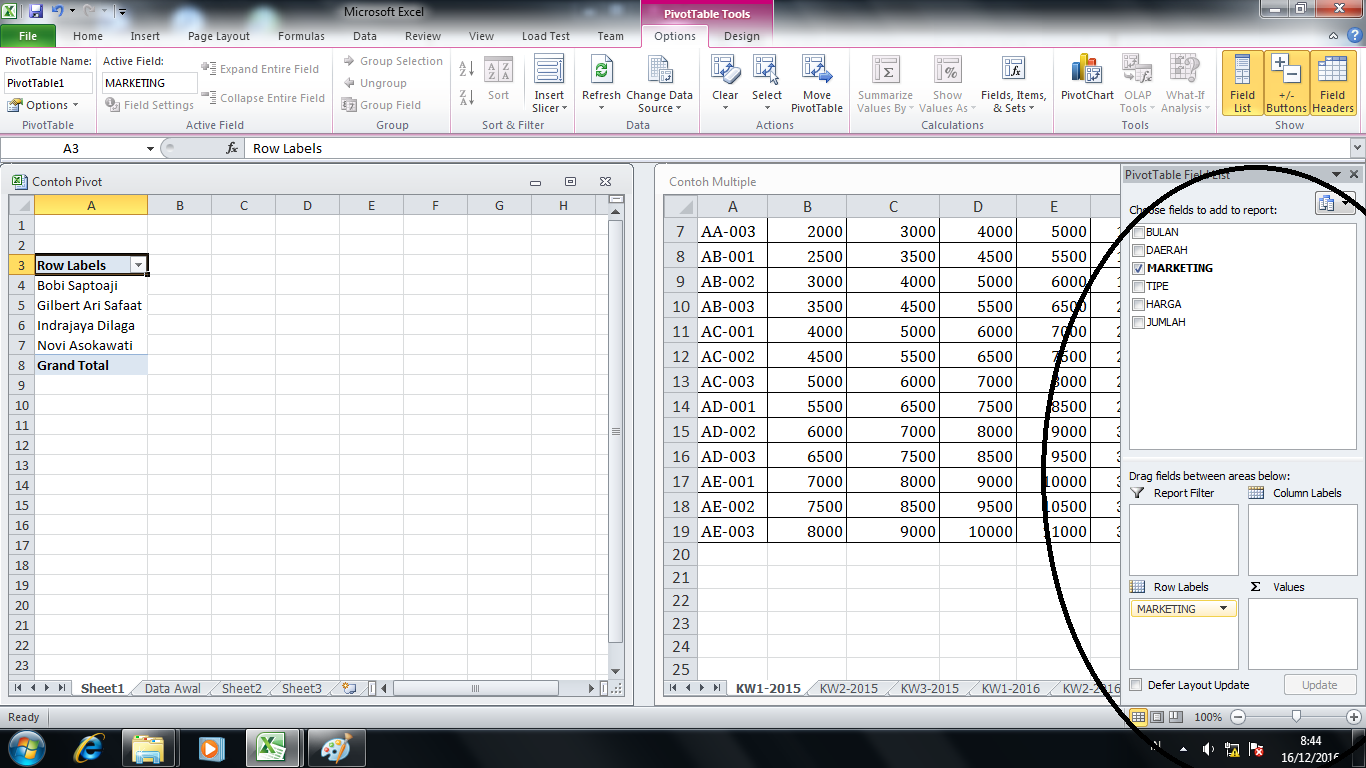 Microsoft Excel
PivotTable Tools
File Home Insert Page Layout Formulas Data Review View Load Test Team Options Design
PivotTable Name:
PivotTable1
Options
PivotTable
Active Field:
MARKETING
Field Settings
Expand Entire Field
Collapse Entire Field
Active Field
Group Selection
Ungroup
Group Field
Group
Sort
Insert
Slicer
Sort & Filter
Refresh
Change Data
Source
Data
Clear
Select
Move
PivotTable
Actions
Summarize
Values By
Show
Values As
Fields, Items,
& Sets
Calculations
PivotChart
OLAP
Tools
What-If
Analysis
Tools
Field
List
+/-
Buttons
Field
Headers
Show
A3 fx Row Labels
Contoh Pivot
A B C D E F G H
1
2
3 Row Labels
4 Bobi Saptoaji
5 Gilbert Ari Safaat
6 Indrajaya Dilaga
7 Novi Asokawati
8 Grand Total
9
10
11
12
13
14
15
16
17
18
19
20
21
22
23
Sheet1 Data Awal Sheet2 Sheet3
Contoh Multiple
A B C D E
7 AA-003 2000 3000 4000 5000
8 AB-001 2500 3500 4500 5500
9 AB-002 3000 4000 5000 6000
10 AB-003 3500 4500 5500 6500
11 AC-001 4000 5000 6000 7000
12 AC-002 4500 5500 6500 7500
13 AC-003 5000 6000 7000 8000
14 AD-001 5500 6500 7500 8500
15 AD-002 6000 7000 8000 9000
16 AD-003 6500 7500 8500 9500
17 AE-001 7000 8000 9000 10000
18 AE-002 7500 8500 9500 10500
19 AE-003 8000 9000 10000 11000
20
21
22
23
24
25
KW1-2015 KW2-2015 KW3-2015 KW1-2016 KW2-2016
PivotTable Field List
Choose fields to add to report:
BULAN
DAERAH
MARKETING
TIPE
HARGA
JUMLAH
Drag fields between areas below:
Report Filter Column Labels
Row Labels Σ Values
MARKETING
Defer Layout Update Update
Ready 100%
8:44
16/12/2016